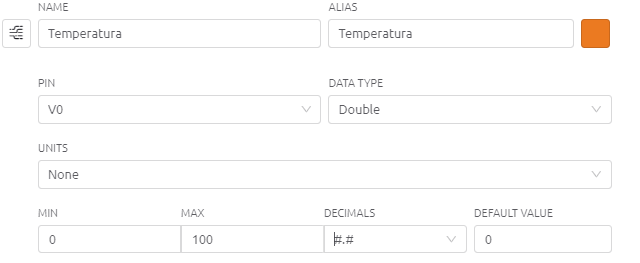 NAME ALIAS
Temperatura Temperatura
PIN DATA TYPE
V0 Double
UNITS
None
MIN MAX DECIMALS DEFAULT VALUE
0 100 #.# 0